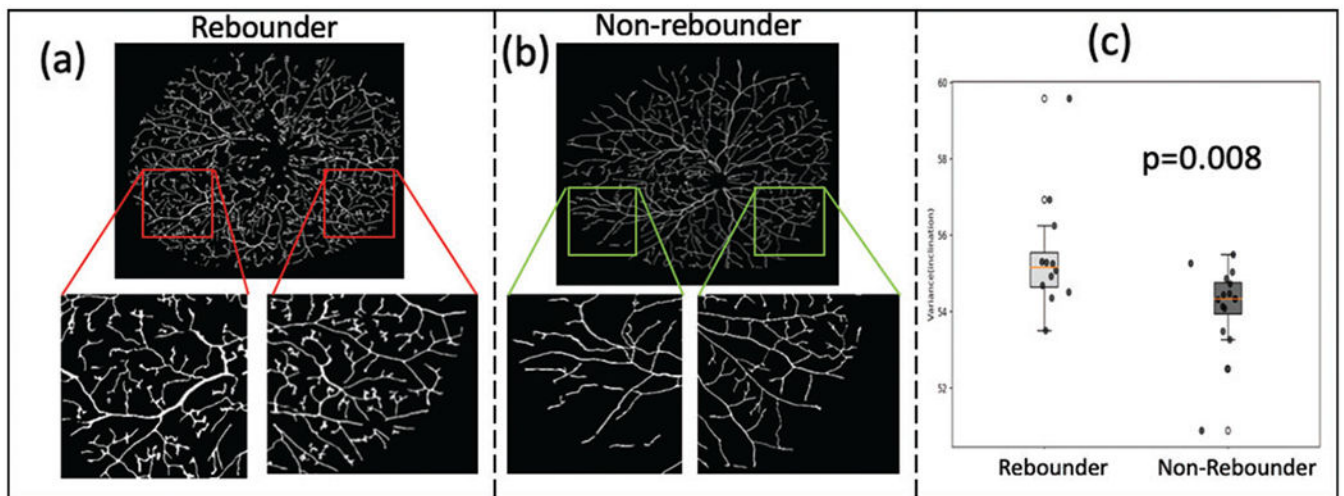 (a)
Rebounder
(b)
Non-rebounder
(c)
60
58
56
54
52
Variance(inclination)
p=0.008
Rebounder
Non-Rebounder